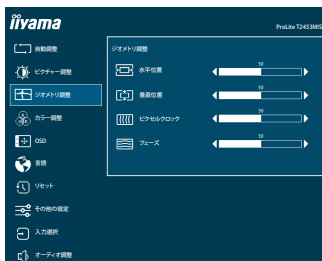 iiyama
ProLite T2453MIS
自動調整
ピクチャー調整
ジオメトリ調整
カラー調整
OSD
言語
リセット
その他の設定
入力選択
オーディオ調整
ジオメトリ調整
水平位置
50
垂直位置
50
ピクセルクロック
50
フェーズ
50